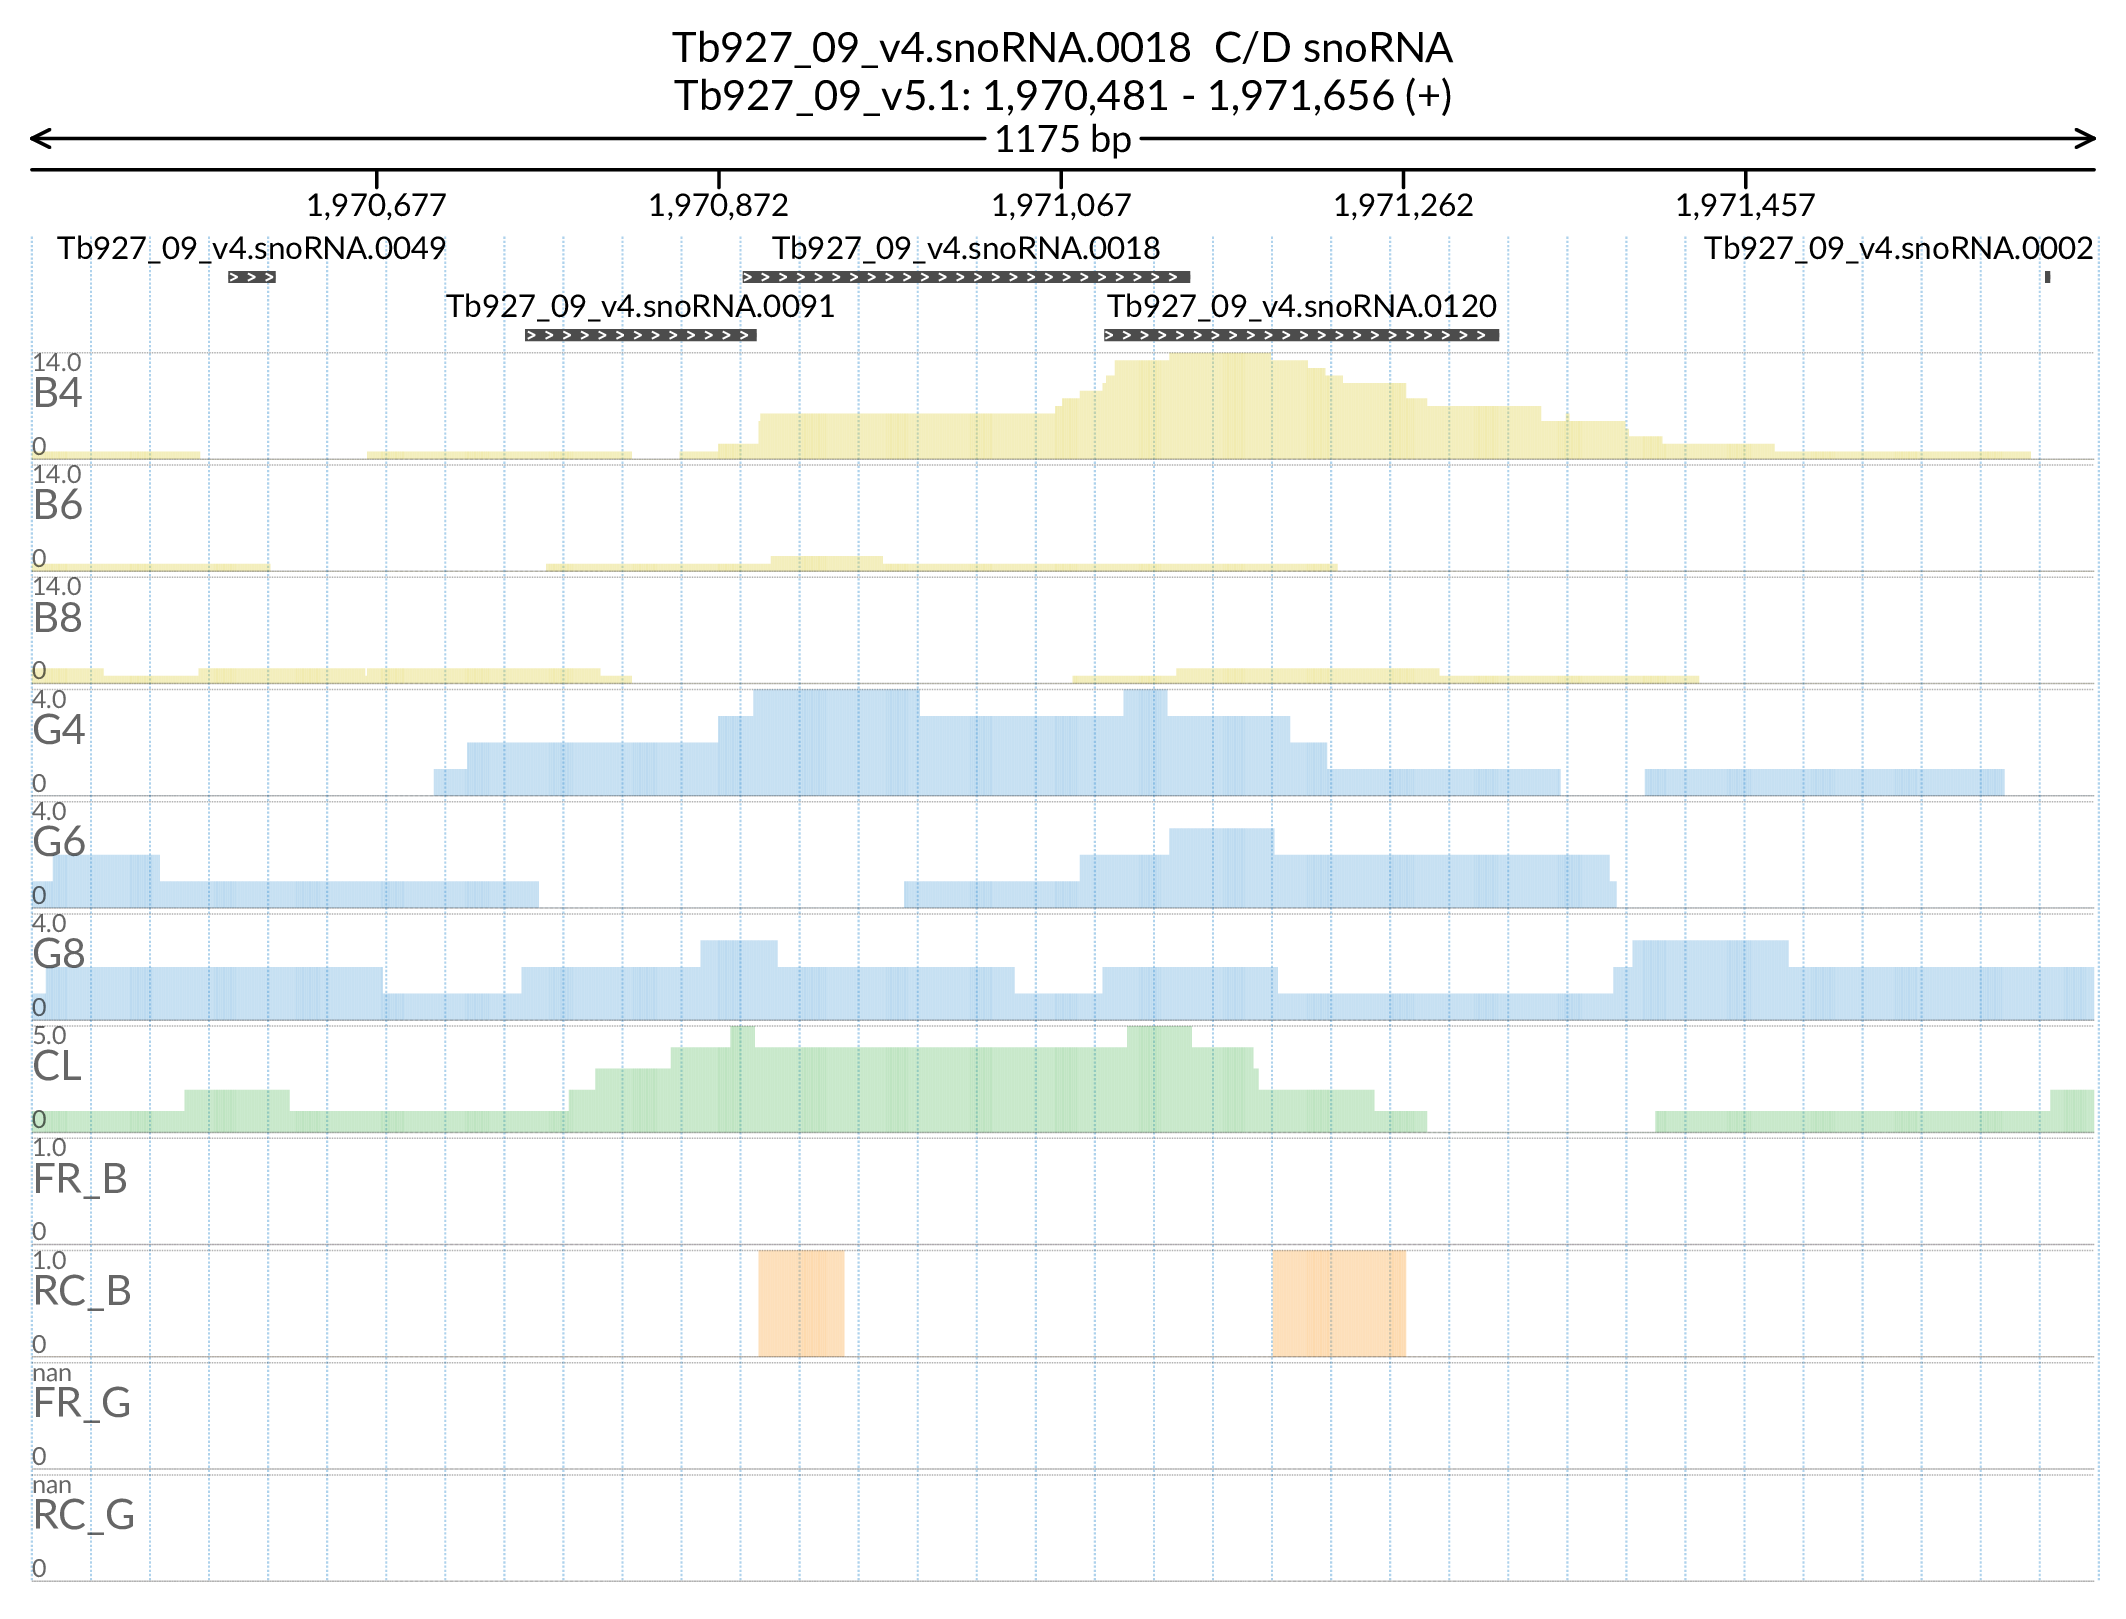 Tb927_09_v4.snoRNA.0018  C/D snoRNA
Tb927_09_v5.1: 1,970,481 - 1,971,656 (+)
1175 bp
1,970,677 1,970,872 1,971,067 1,971,262 1,971,457
Tb927_09_v4.snoRNA.0049 Tb927_09_v4.snoRNA.0018 Tb927_09_v4.snoRNA.0002
Tb927_09_v4.snoRNA.0091 Tb927_09_v4.snoRNA.0120
14.0
B4
0
14.0
B6
0
14.0
B8
0
4.0
G4
0
4.0
G6
0
4.0
G8
0
5.0
CL
0
1.0
FR_B
0
1.0
RC_B
0
nan
FR_G
0
nan
RC_G
0